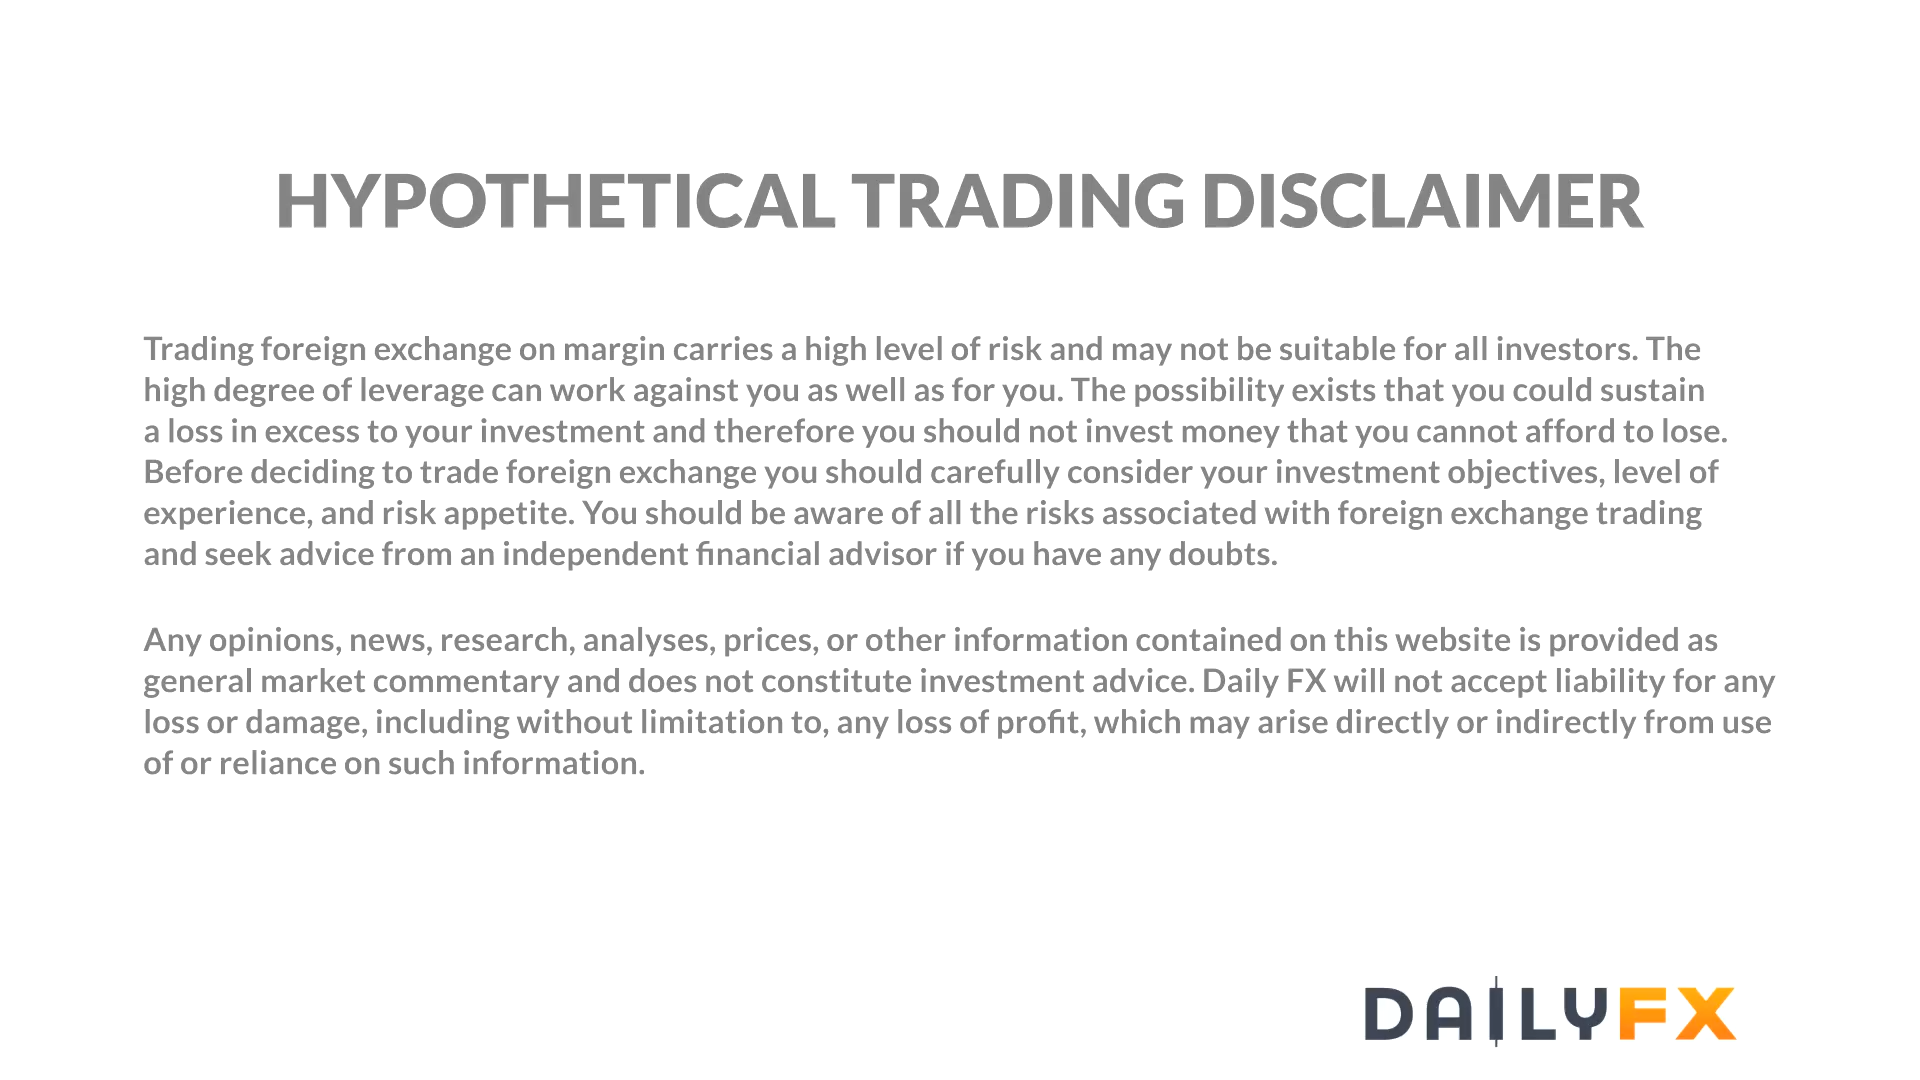 HYPOTHETICAL TRADING DISCLAIMER
Trading foreign exchange on margin carries a high level of risk and may not be suitable for all investors. The
high degree of leverage can work against you as well as for you. The possibility exists that you could sustain
a loss in excess to your investment and therefore you should not invest money that you cannot afford to lose.
Before deciding to trade foreign exchange you should carefully consider your investment objectives, level of
experience, and risk appetite. You should be aware of all the risks associated with foreign exchange trading
and seek advice from an independent financial advisor if you have any doubts.
Any opinions, news, research, analyses, prices, or other information contained on this website is provided as
general market commentary and does not constitute investment advice. Daily FX will not accept liability for any
loss or damage, including without limitation to, any loss of profit, which may arise directly or indirectly from use
of or reliance on such information.
DAILYFX